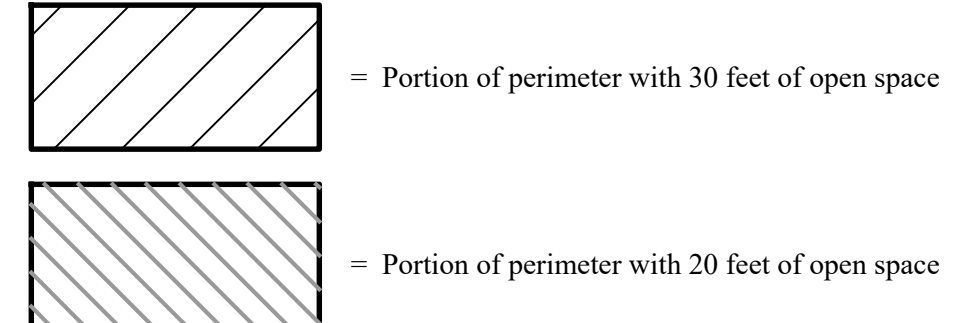 = Portion of perimeter with 30 feet of open space
= Portion of perimeter with 20 feet of open space